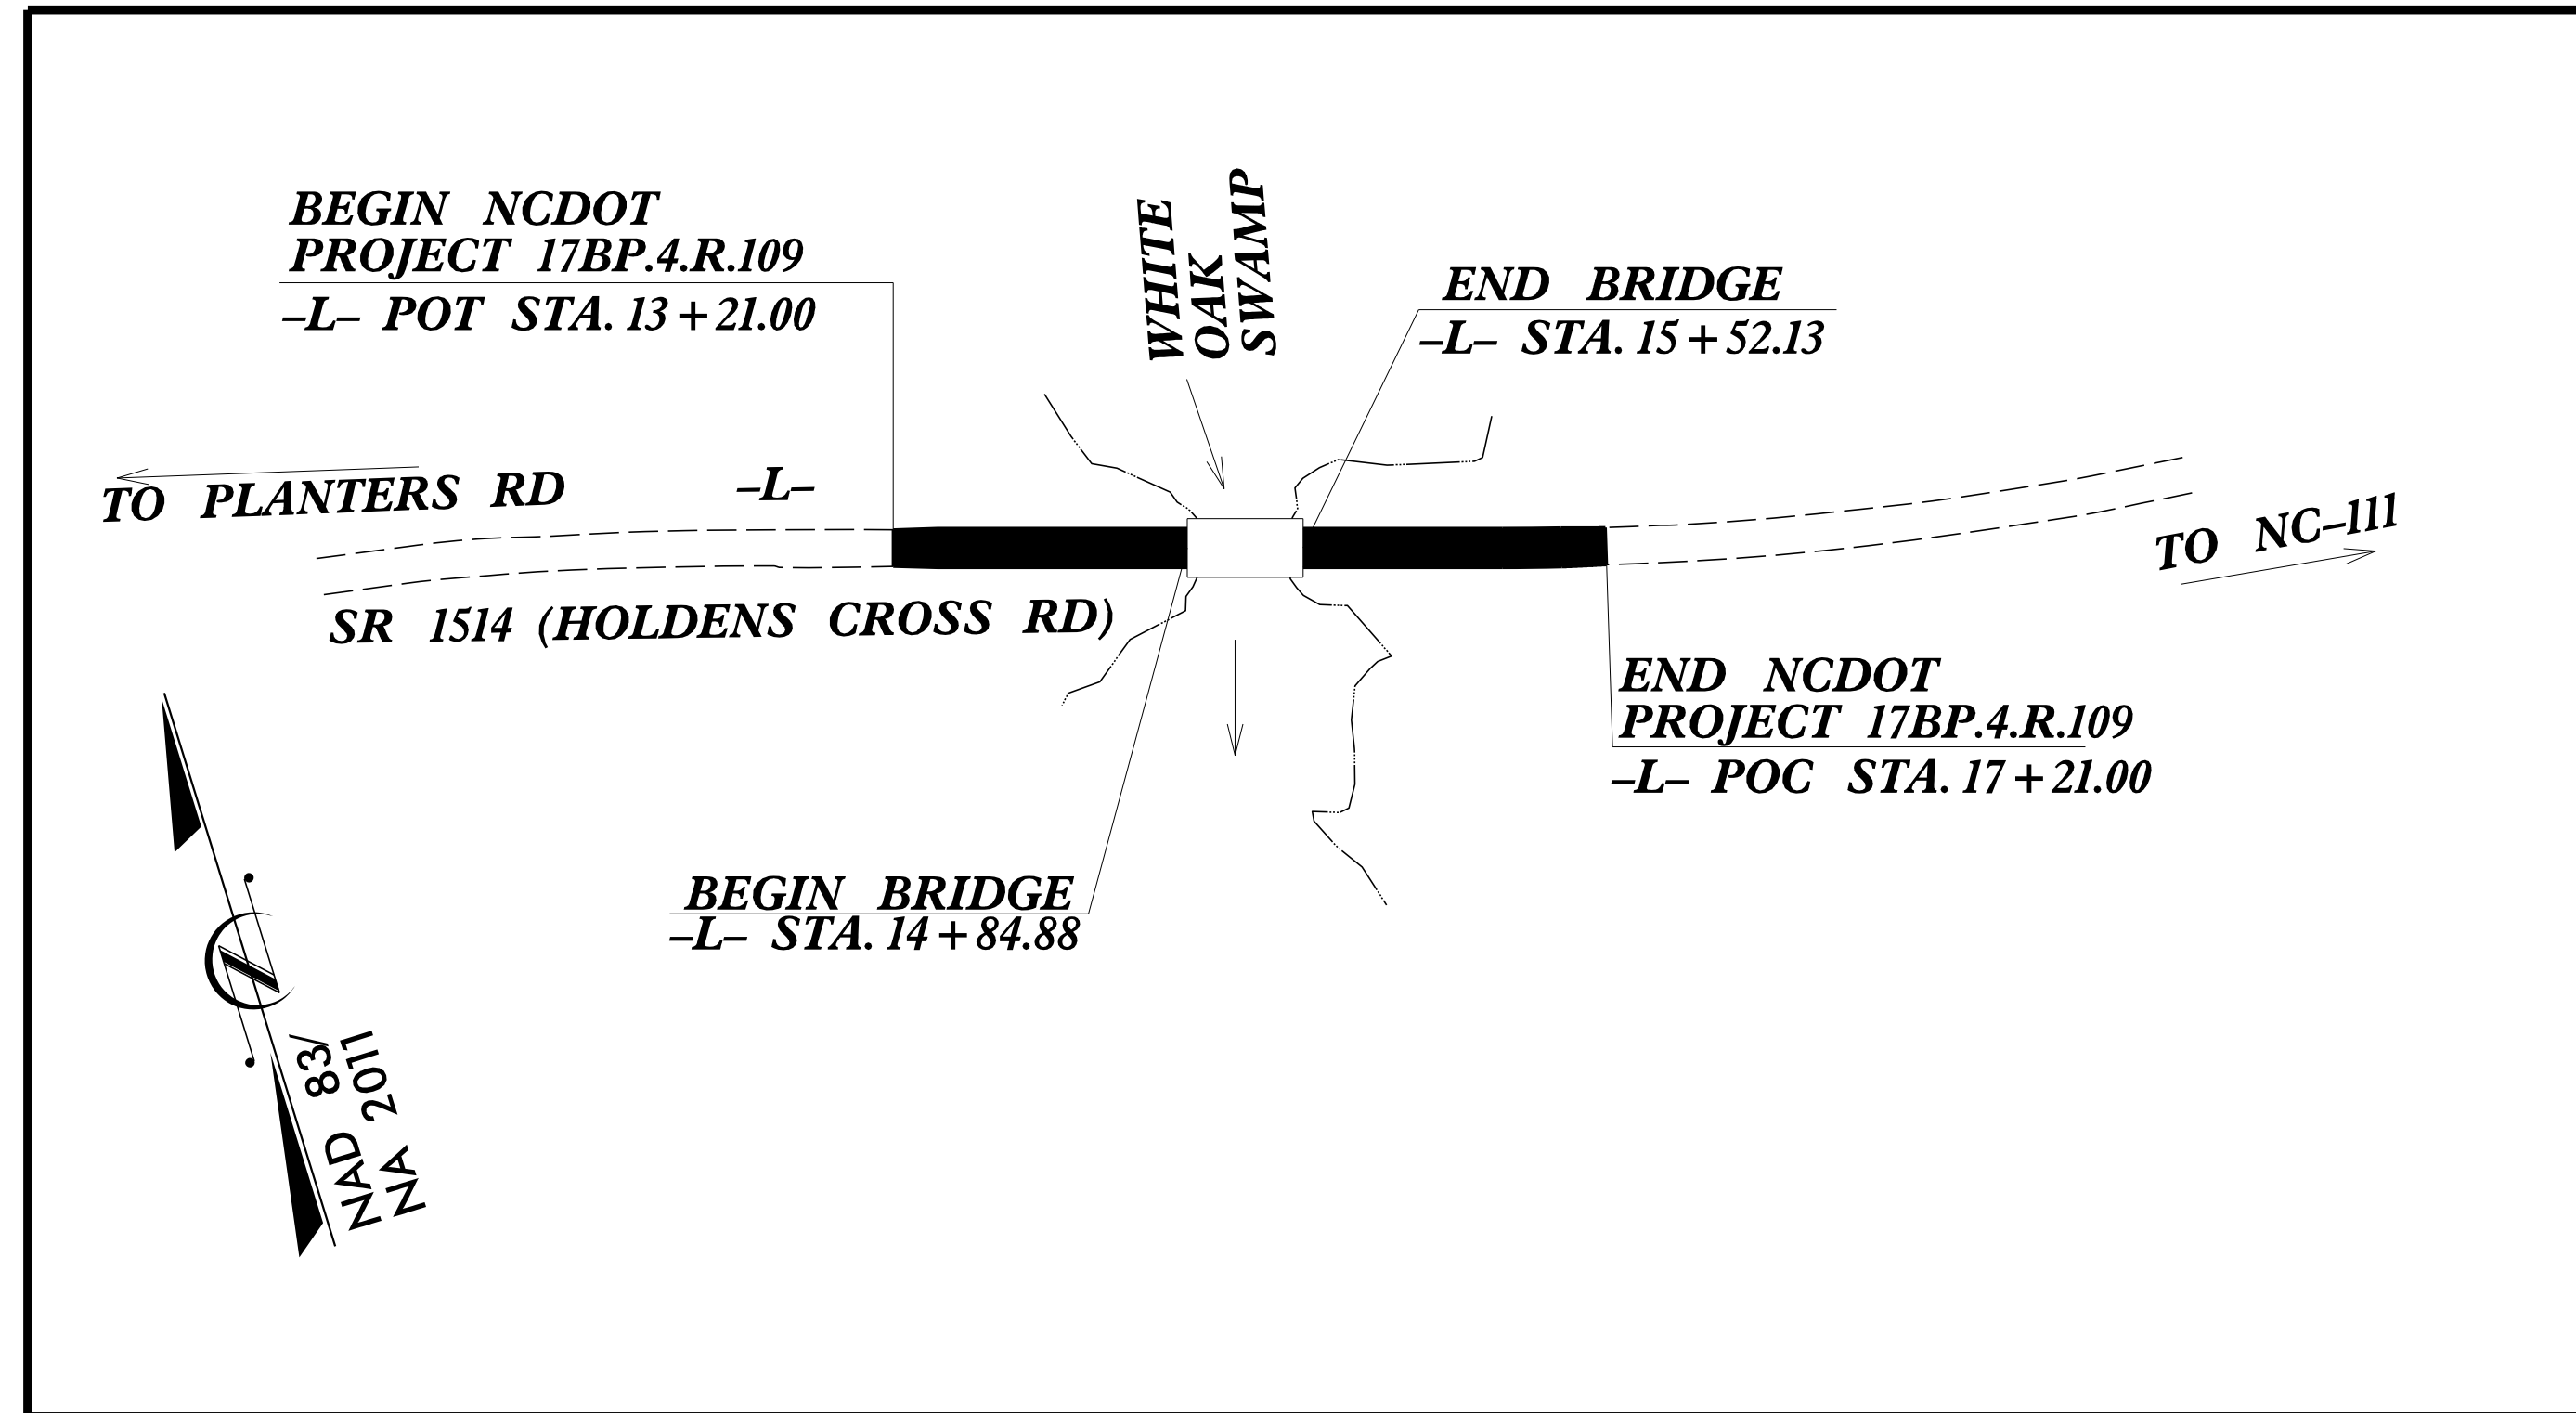 BEGIN NCDOT
PROJECT 17BP.4.R.109
-L- POT STA. 13+21.00
WHITE
OAK
SWAMP
END BRIDGE
-L- STA. 15+52.13
TO PLANTERS RD
-L-
TO NC-111
SR 1514 (HOLDENS CROSS RD)
END NCDOT
PROJECT 17BP.4.R.109
-L- POC STA. 17+21.00
BEGIN BRIDGE
-L- STA. 14+84.88
N
NAD 83/
NA 2011